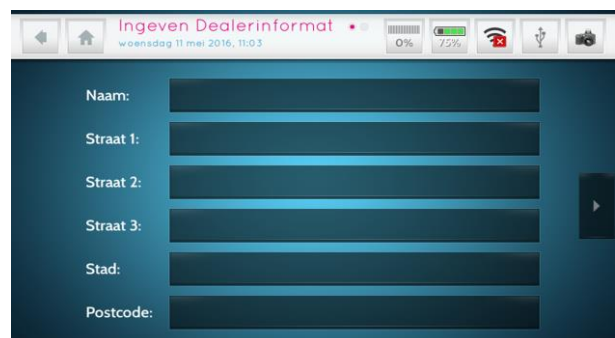 Ingeven Dealerinformat
woensdag 11 mei 2016, 11:03
0%
75%
Naam:
Straat 1:
Straat 2:
Straat 3:
Stad:
Postcode: